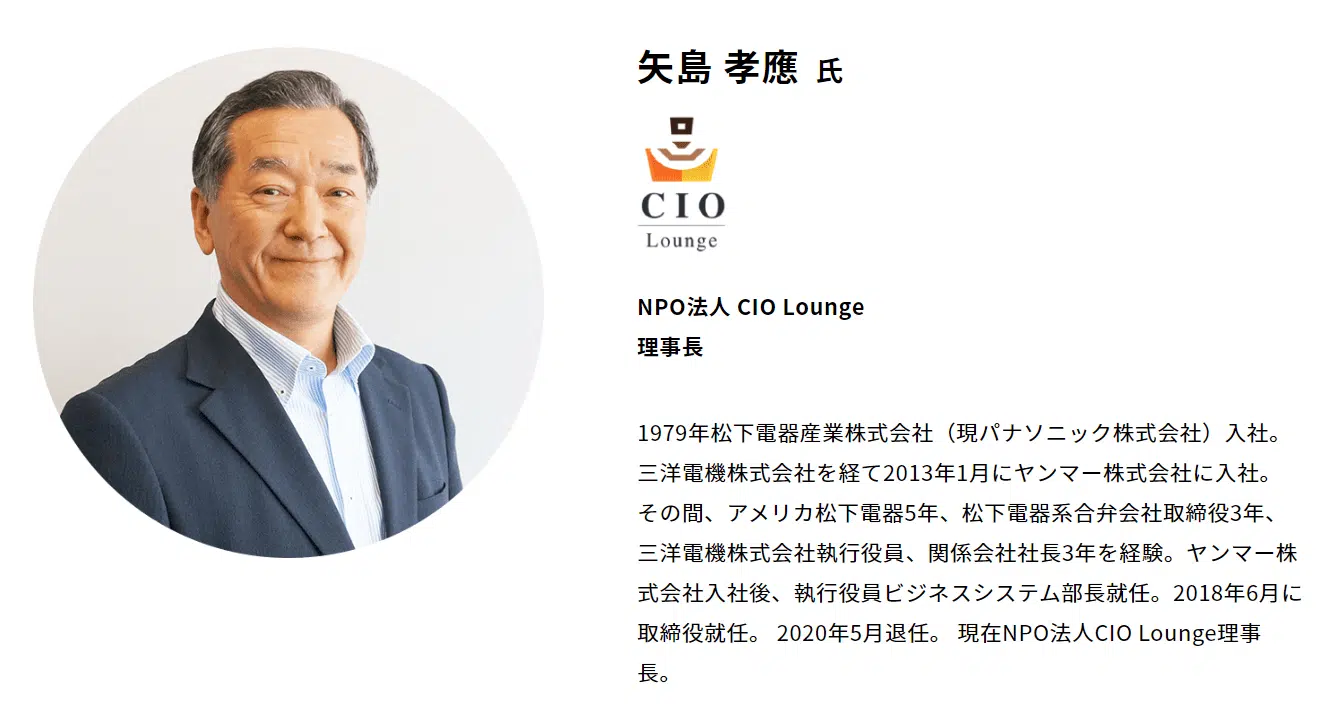 矢島 孝應 氏
CIO
Lounge
NPO法人 CIO Lounge
理事長
1979年松下電器産業株式会社（現パナソニック株式会社）入社。
三洋電機株式会社を経て2013年1月にヤンマー株式会社に入社。
その間、アメリカ松下電器5年、松下電器系合弁会社取締役3年、
三洋電機株式会社執行役員、関係会社社長3年を経験。ヤンマー株
式会社入社後、執行役員ビジネスシステム部長就任。2018年6月に
取締役就任。 2020年5月退任。 現在NPO法人CIO Lounge理事
長。